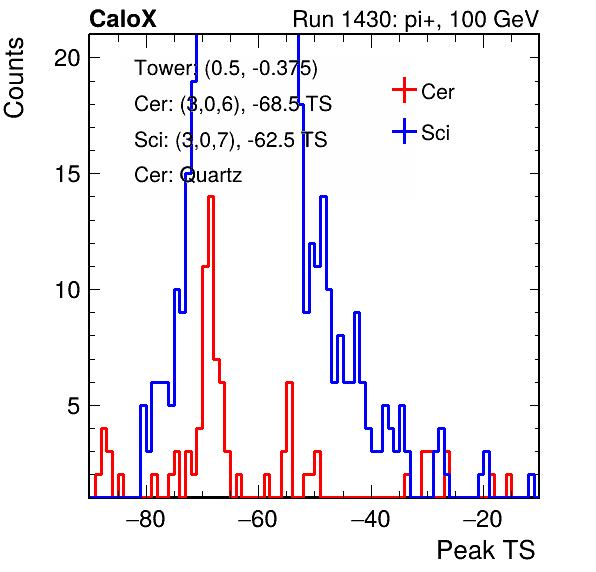 CaloX Run 1430: pi+, 100 GeV
Counts
Tower: (0.5, -0.375)
Cer: (3,0,6), -68.5 TS
Sci: (3,0,7), -62.5 TS
Cer: Quartz
Cer
Sci
20
15
10
5
−80 −60 −40 −20
Peak TS